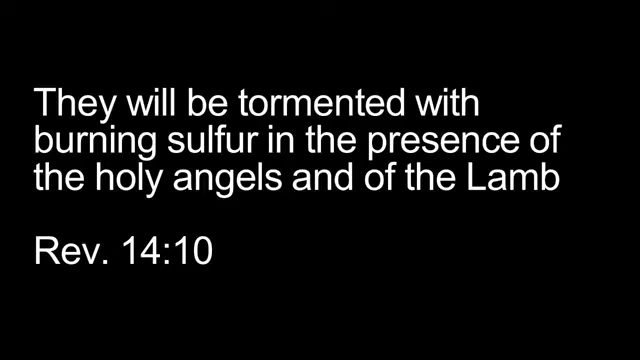 They will be tormented with
burning sulfur in the presence of
the holy angels and of the Lamb
Rev. 14:10